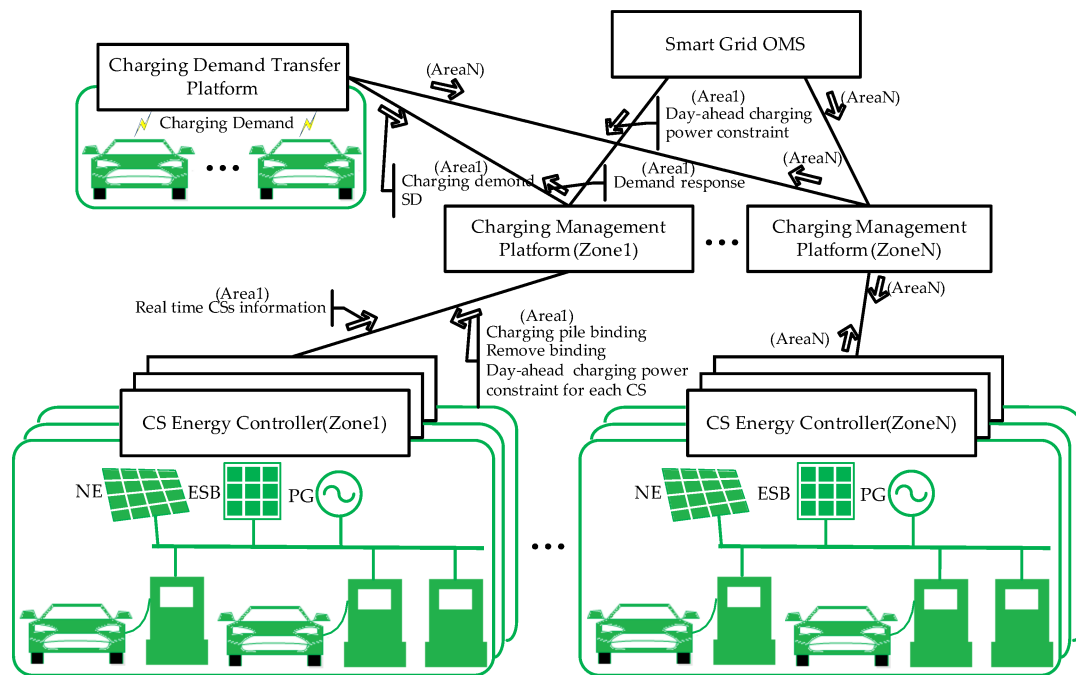 Charging Demand Transfer
Platform
Charging Demand
(AreaN)
Smart Grid OMS
(Area1)
Day-ahead charging
power constraint
(AreaN)
(AreaN)
(Area1)
Charging demond
SD
(Area1)
Demand response
Charging Management
Platform(Zone1)
Charging Management
Platform(ZoneN)
(Area1)
Real time CSs information
(Area1)
Charging pile binding
Remove binding
Day-ahead charging power
constraint for each CS
(AreaN)
(AreaN)
CS Energy Controller(Zone1)
NE
ESB
PG
CS Energy Controller(ZoneN)
NE
ESB
PG